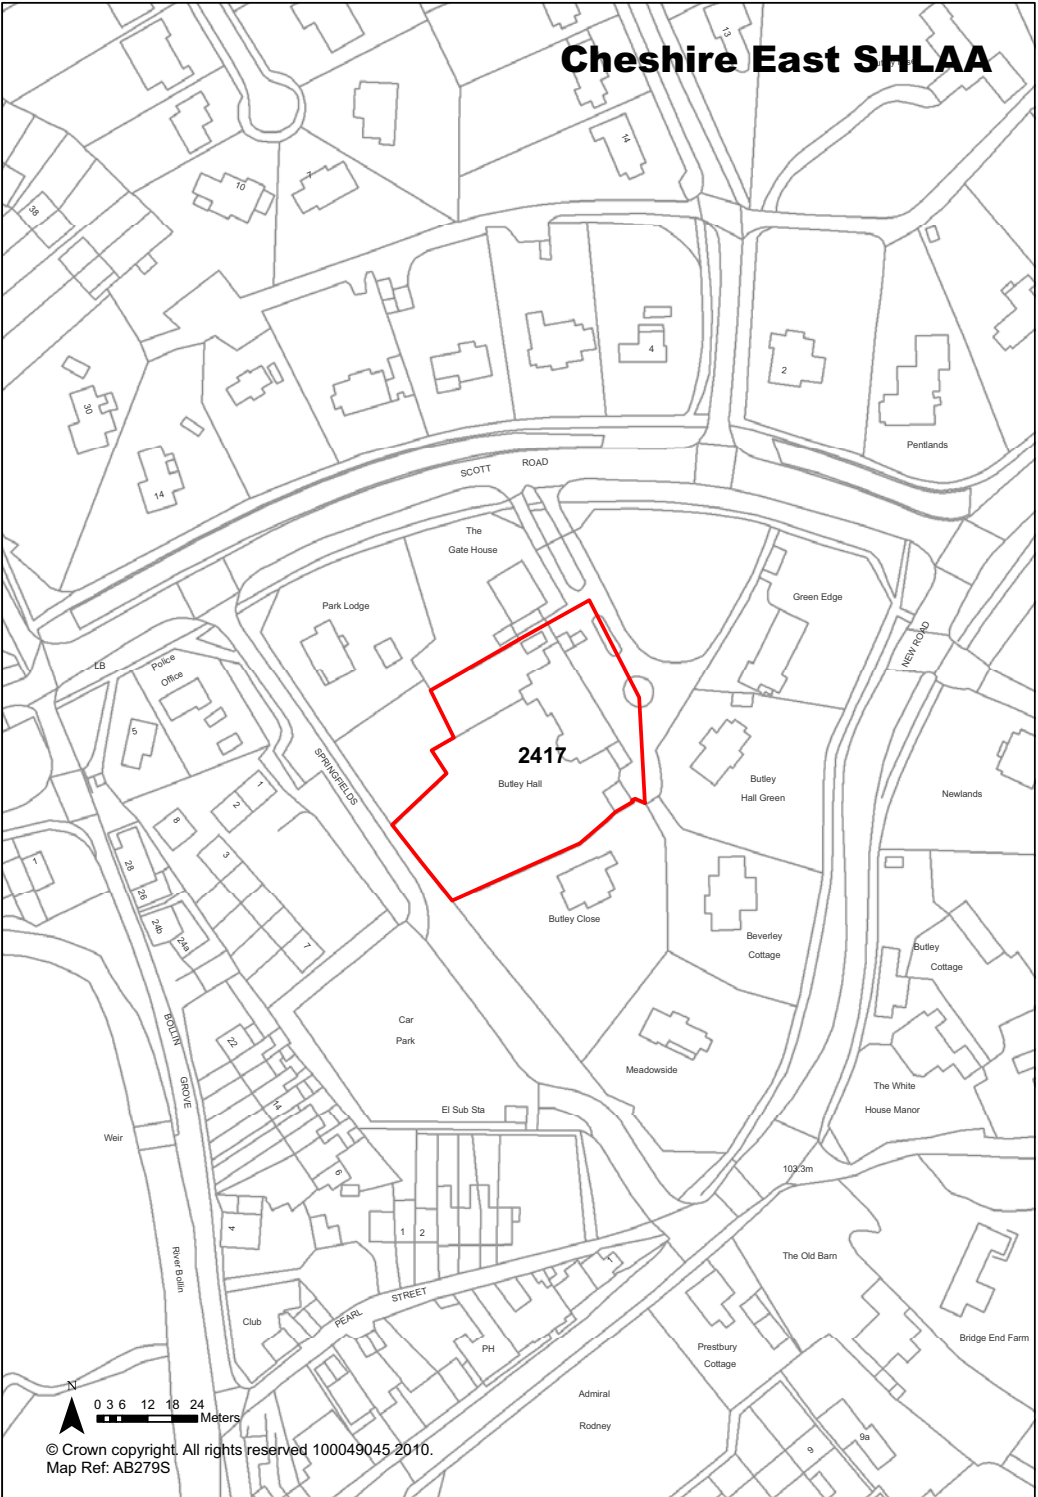 Cheshire East SHLAA
13
14
10
7
38
4
2
30
14
Pentlands
SCOTT ROAD
The
Gate House
Park Lodge
Green Edge
NEW ROAD
LB
Police
Office
5
SPRINGFIELDS
2417
Butley Hall
Butley
Hall Green
Newlands
1
2
8
3
1
28
26
24b
24a
7
Butley Close
Beverley
Cottage
Butley
Cottage
Car
Park
BOLLIN
GROVE
22
14
Meadowside
The White
House Manor
El Sub Sta
Weir
6
103.3m
4
1
2
River Bollin
The Old Barn
1
PEARL STREET
Club
PH
Prestbury
Cottage
Bridge End Farm
Admiral
Rodney
9
9a
N
0 3 6 12 18 24
Meters
© Crown copyright. All rights reserved 100049045 2010.
Map Ref: AB279S